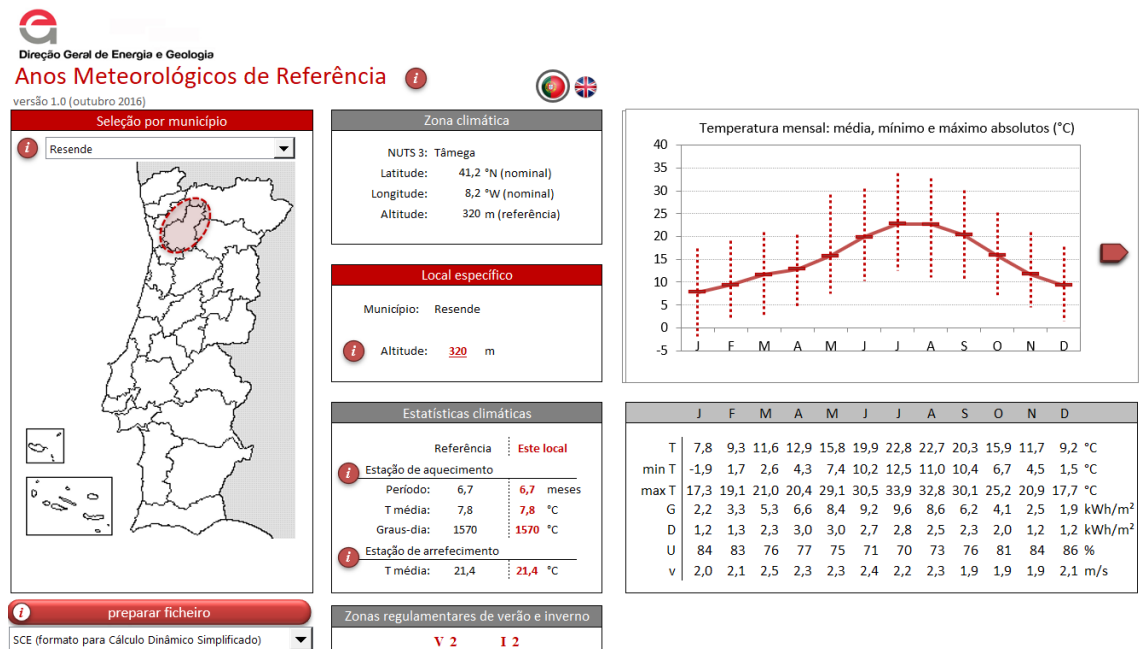 Direção Geral de Energia e Geologia
Anos Meteorológicos de Referência i
versão 1.0 (outubro 2016)
Seleção por município
i Resende
preparar ficheiro
i
SCE (formato para Cálculo Dinâmico Simplificado)
Zona climática
NUTS 3: Tâmega
Latitude: 41,2 °N (nominal)
Longitude: 8,2 °W (nominal)
Altitude: 320 m (referência)
Local específico
Município: Resende
i Altitude: 320 m
Estatísticas climáticas
Referência Este local
i Estação de aquecimento
Período: 6,7 6,7 meses
T média: 7,8 7,8 °C
Graus-dia: 1570 1570 °C
i Estação de arrefecimento
T média: 21,4 21,4 °C
Zonas regulamentares de verão e inverno
V 2 I 2
Temperatura mensal: média, mínimo e máximo absolutos (°C)
40
35
30
25
20
15
10
5
0
-5
J F M A M J J A S O N D
J F M A M J J A S O N D
T 7,8 9,3 11,6 12,9 15,8 19,9 22,8 22,7 20,3 15,9 11,7 9,2 °C
min T -1,9 1,7 2,6 4,3 7,4 10,2 12,5 11,0 10,4 6,7 4,5 1,5 °C
max T 17,3 19,1 21,0 20,4 29,1 30,5 33,9 32,8 30,1 25,2 20,9 17,7 °C
G 2,2 3,3 5,3 6,6 8,4 9,2 9,6 8,6 6,2 4,1 2,5 1,9 kWh/m²
D 1,2 1,3 2,3 3,0 3,0 2,7 2,8 2,5 2,3 2,0 1,2 1,2 kWh/m²
U 84 83 76 77 75 71 70 73 76 81 84 86 %
v 2,0 2,1 2,5 2,3 2,3 2,4 2,2 2,3 1,9 1,9 1,9 2,1 m/s